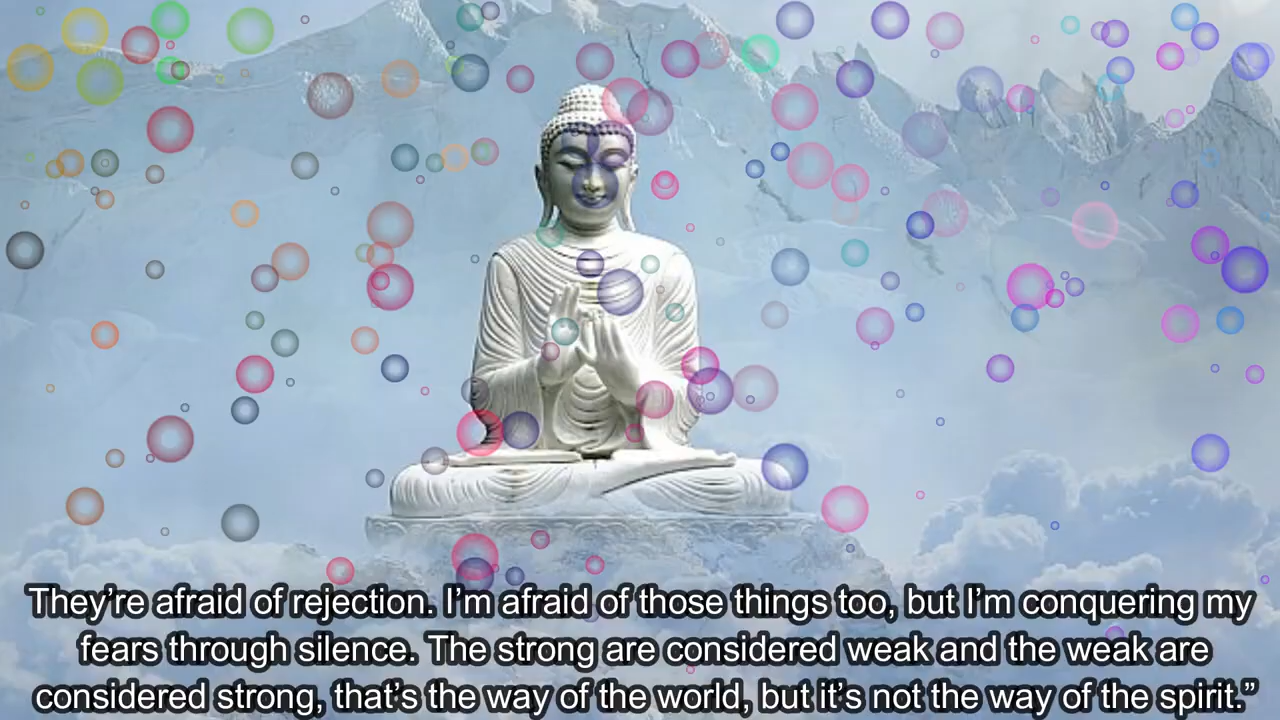 They’re afraid of rejection. I’m afraid of those things too, but I’m conquering my
fears through silence. The strong are considered weak and the weak are
considered strong, that’s the way of the world, but it’s not the way of the spirit.”